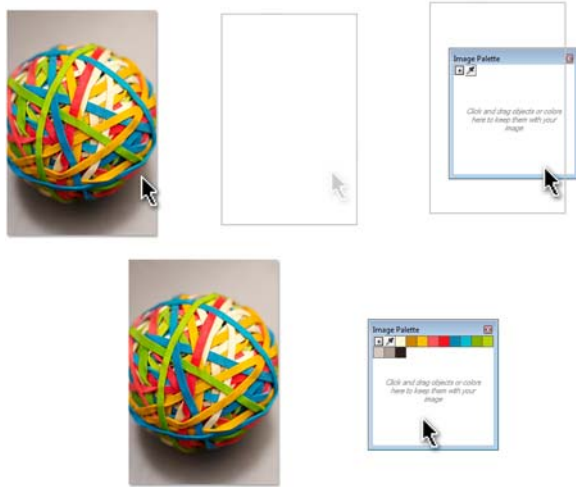 Image Palette
Click and drag objects or colors
here to keep them with your
image
Image Palette
Click and drag objects or colors
here to keep them with your
image